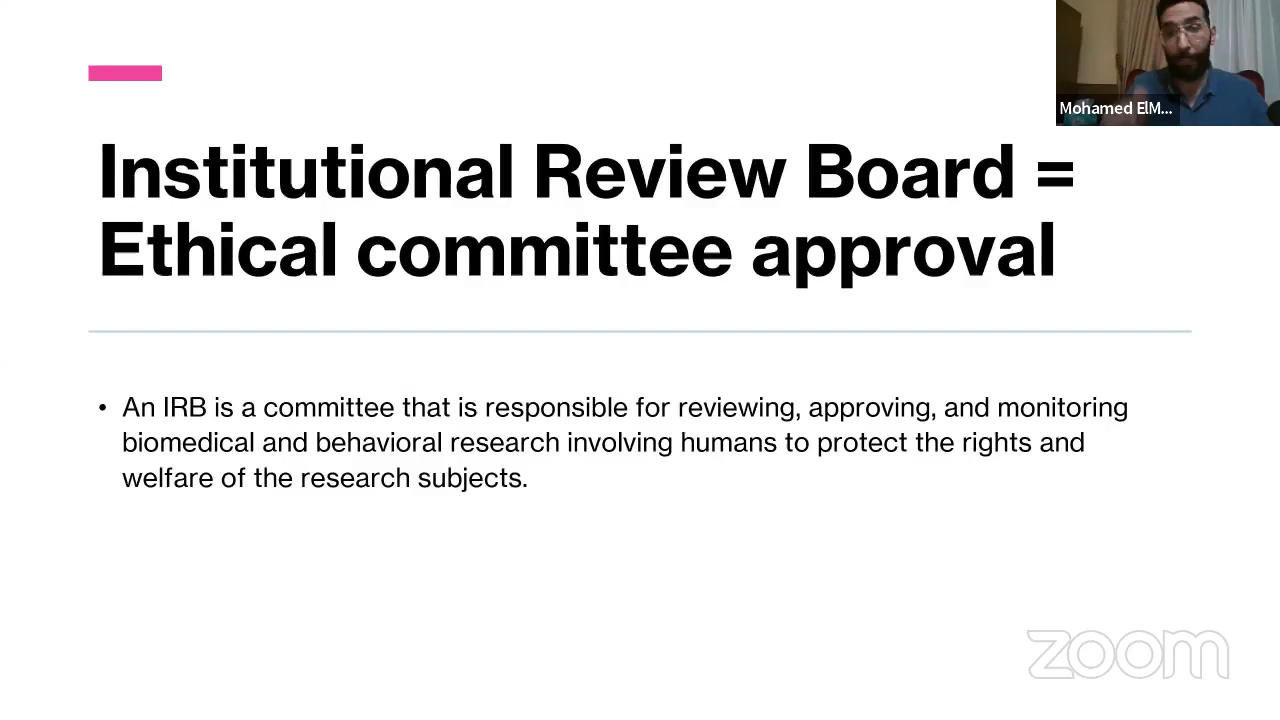 Mohamed ElM...
Institutional Review Board =
Ethical committee approval
• An IRB is a committee that is responsible for reviewing, approving, and monitoring
biomedical and behavioral research involving humans to protect the rights and
welfare of the research subjects.
zoom